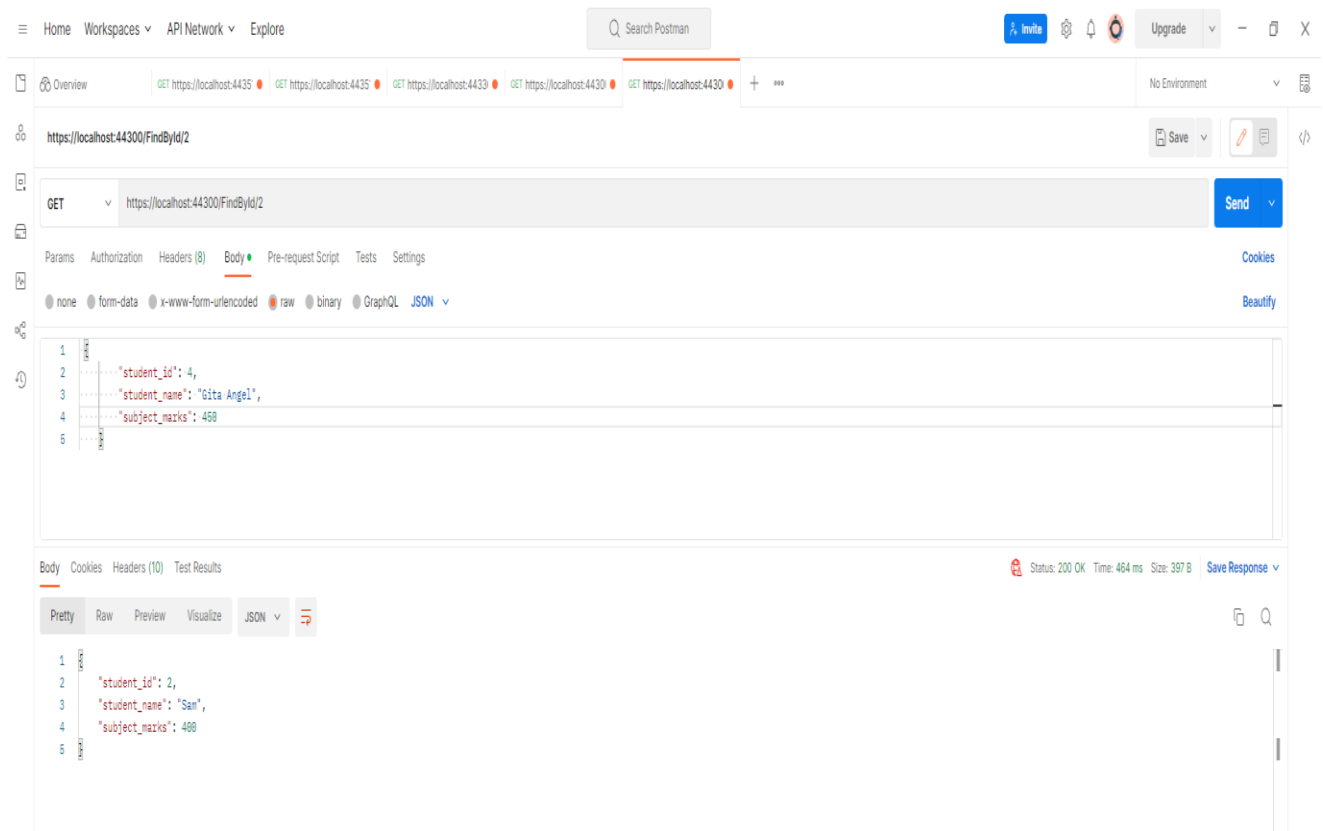 Home Workspaces API Network Explore Search Postman Invite Upgrade
Overview GET https://localhost:4435 GET https://localhost:4435 GET https://localhost:4433 GET https://localhost:4430 GET https://localhost:4430 No Environment
https://localhost:44300/FindById/2 Save
GET https://localhost:44300/FindById/2 Send
Params Authorization Headers (8) Body Pre-request Script Tests Settings Cookies
none form-data x-www-form-urlencoded raw binary GraphQL JSON Beautify
1 {
2 "student_id": 4,
3 "student_name": "Gita Angel",
4 "subject_marks": 450
5 }
Body Cookies Headers (10) Test Results Status: 200 OK Time: 464 ms Size: 397 B Save Response
Pretty Raw Preview Visualize JSON
1 {
2 "student_id": 2,
3 "student_name": "Sam",
4 "subject_marks": 400
5 }